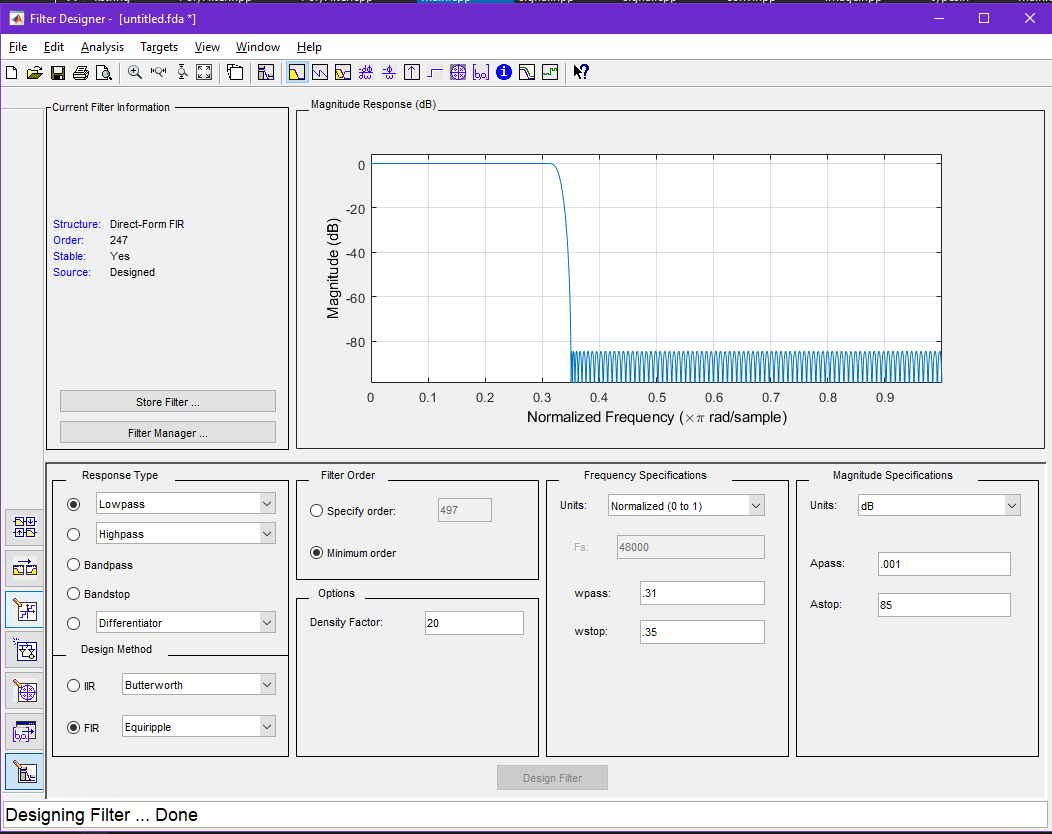 Filter Designer - [untitled.fda *]
File Edit Analysis Targets View Window Help
Current Filter Information
Structure: Direct-Form FIR
Order: 247
Stable: Yes
Source: Designed
Store Filter ...
Filter Manager ...
Magnitude Response (dB)
0
-20
-40
-60
-80
Magnitude (dB)
0 0.1 0.2 0.3 0.4 0.5 0.6 0.7 0.8 0.9
Normalized Frequency (×π rad/sample)
Response Type
Lowpass
Highpass
Bandpass
Bandstop
Differentiator
Design Method
IIR Butterworth
FIR Equiripple
Filter Order
Specify order: 497
Minimum order
Options
Density Factor: 20
Frequency Specifications
Units: Normalized (0 to 1)
Fs: 48000
wpass: .31
wstop: .35
Magnitude Specifications
Units: dB
Apass: .001
Astop: 85
Design Filter
Designing Filter ... Done